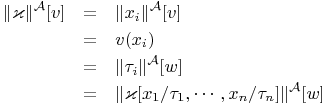 ‖ϰ‖^𝒜[v] = ‖x_i‖^𝒜[v]
= v(x_i)
= ‖τ_i‖^𝒜[w]
= ‖ϰ[x_1/τ_1, ⋯ , x_n/τ_n]‖^𝒜[w]